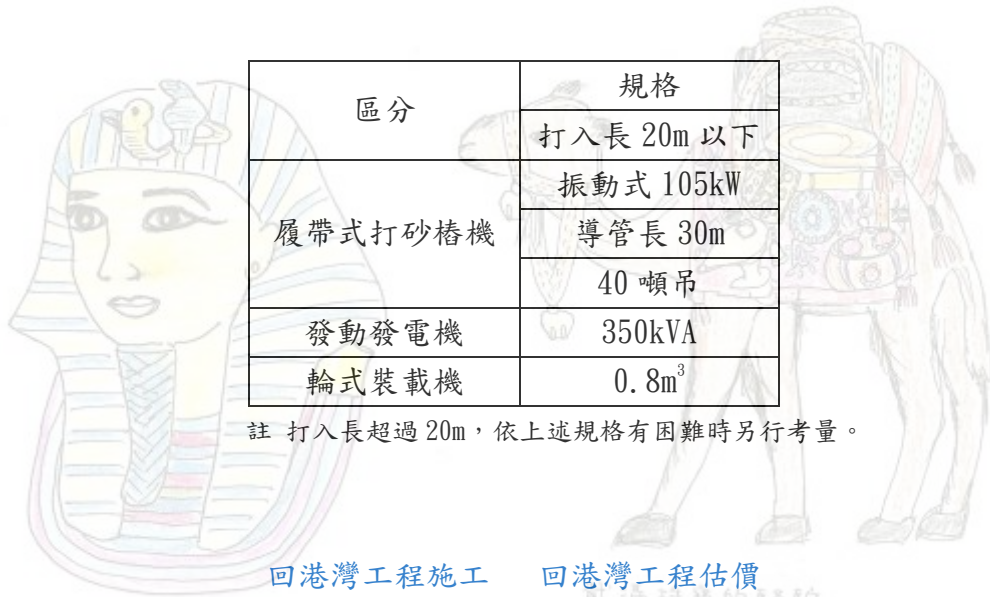 區分
規格
打入長 20m 以下
履帶式打砂樁機
振動式 105kW
導管長 30m
40 噸吊
發動發電機
350kVA
輪式裝載機
0.8m³
註 打入長超過 20m，依上述規格有困難時另行考量。
回港灣工程施工 回港灣工程估價